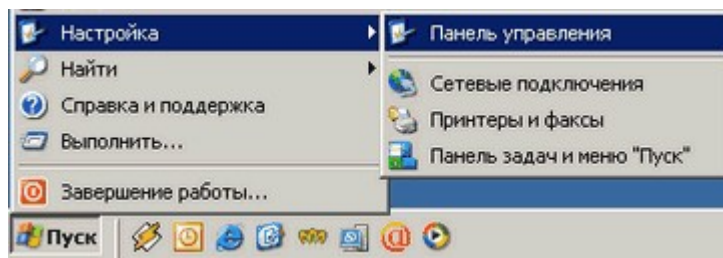 Настройка
Найти
Справка и поддержка
Выполнить...
Завершение работы...
Панель управления
Сетевые подключения
Принтеры и факсы
Панель задач и меню "Пуск"
Пуск